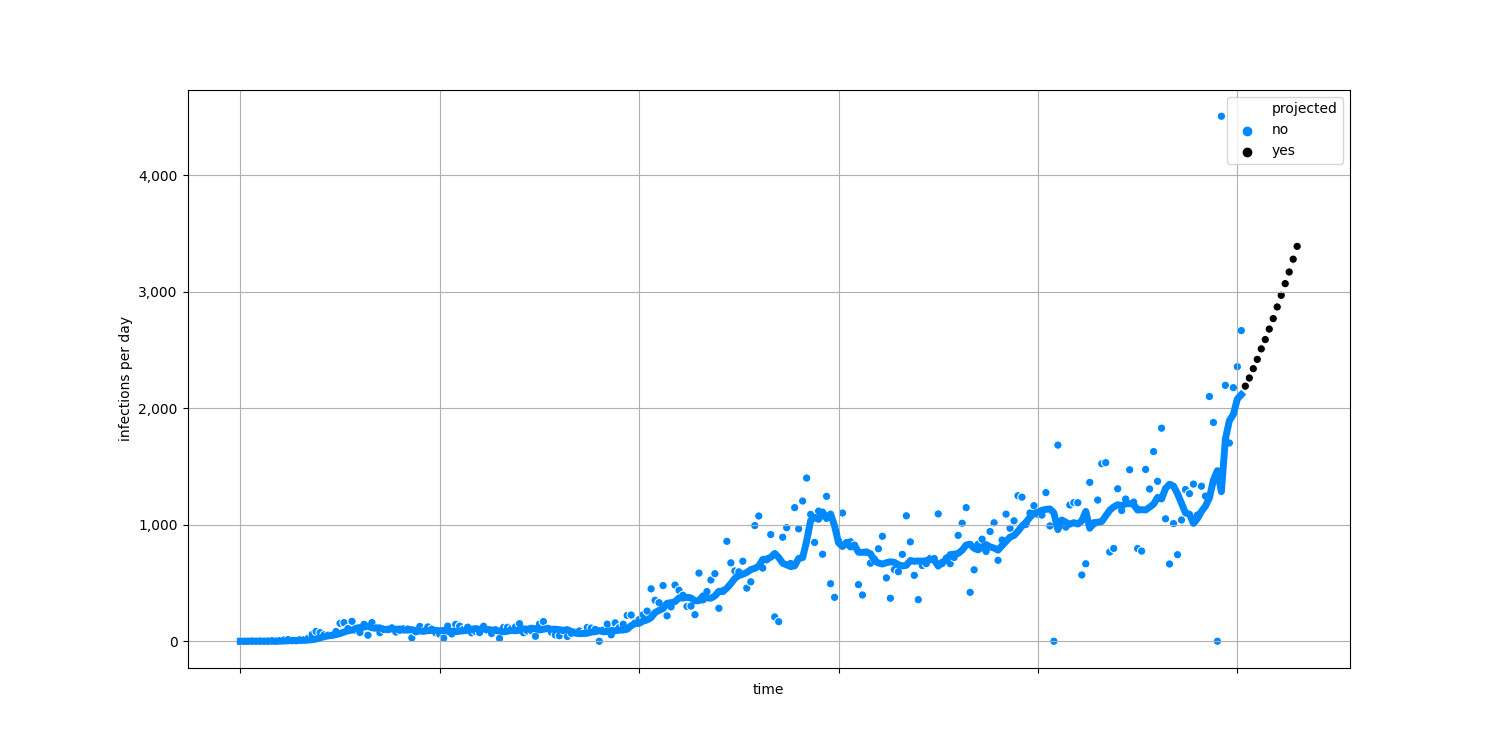 projected
no
yes
4,000
3,000
2,000
1,000
0
infections per day
time